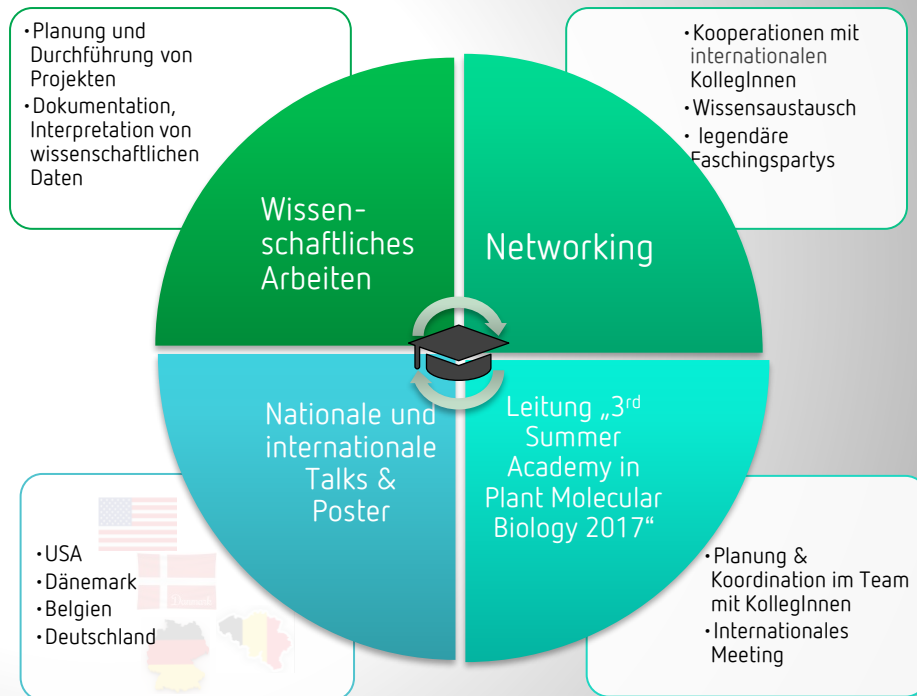 ·Planung und
Durchführung von
Projekten
·Dokumentation,
Interpretation von
wissenschaftlichen
Daten
·Kooperationen mit
internationalen
KollegInnen
·Wissensaustausch
· legendäre
Faschingspartys
Wissen-
schaftliches
Arbeiten
Networking
Nationale und
internationale
Talks &
Poster
Leitung „3rd
Summer
Academy in
Plant Molecular
Biology 2017“
·USA
·Dänemark
·Belgien
·Deutschland
·Planung &
Koordination im Team
mit KollegInnen
·Internationales
Meeting